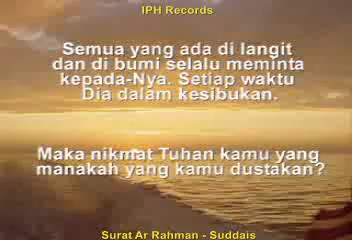 IPH Records
Semua yang ada di langit
dan di bumi selalu meminta
kepada-Nya. Setiap waktu
Dia dalam kesibukan.
Maka nikmat Tuhan kamu yang
manakah yang kamu dustakan?
Surat Ar Rahman - Suddais